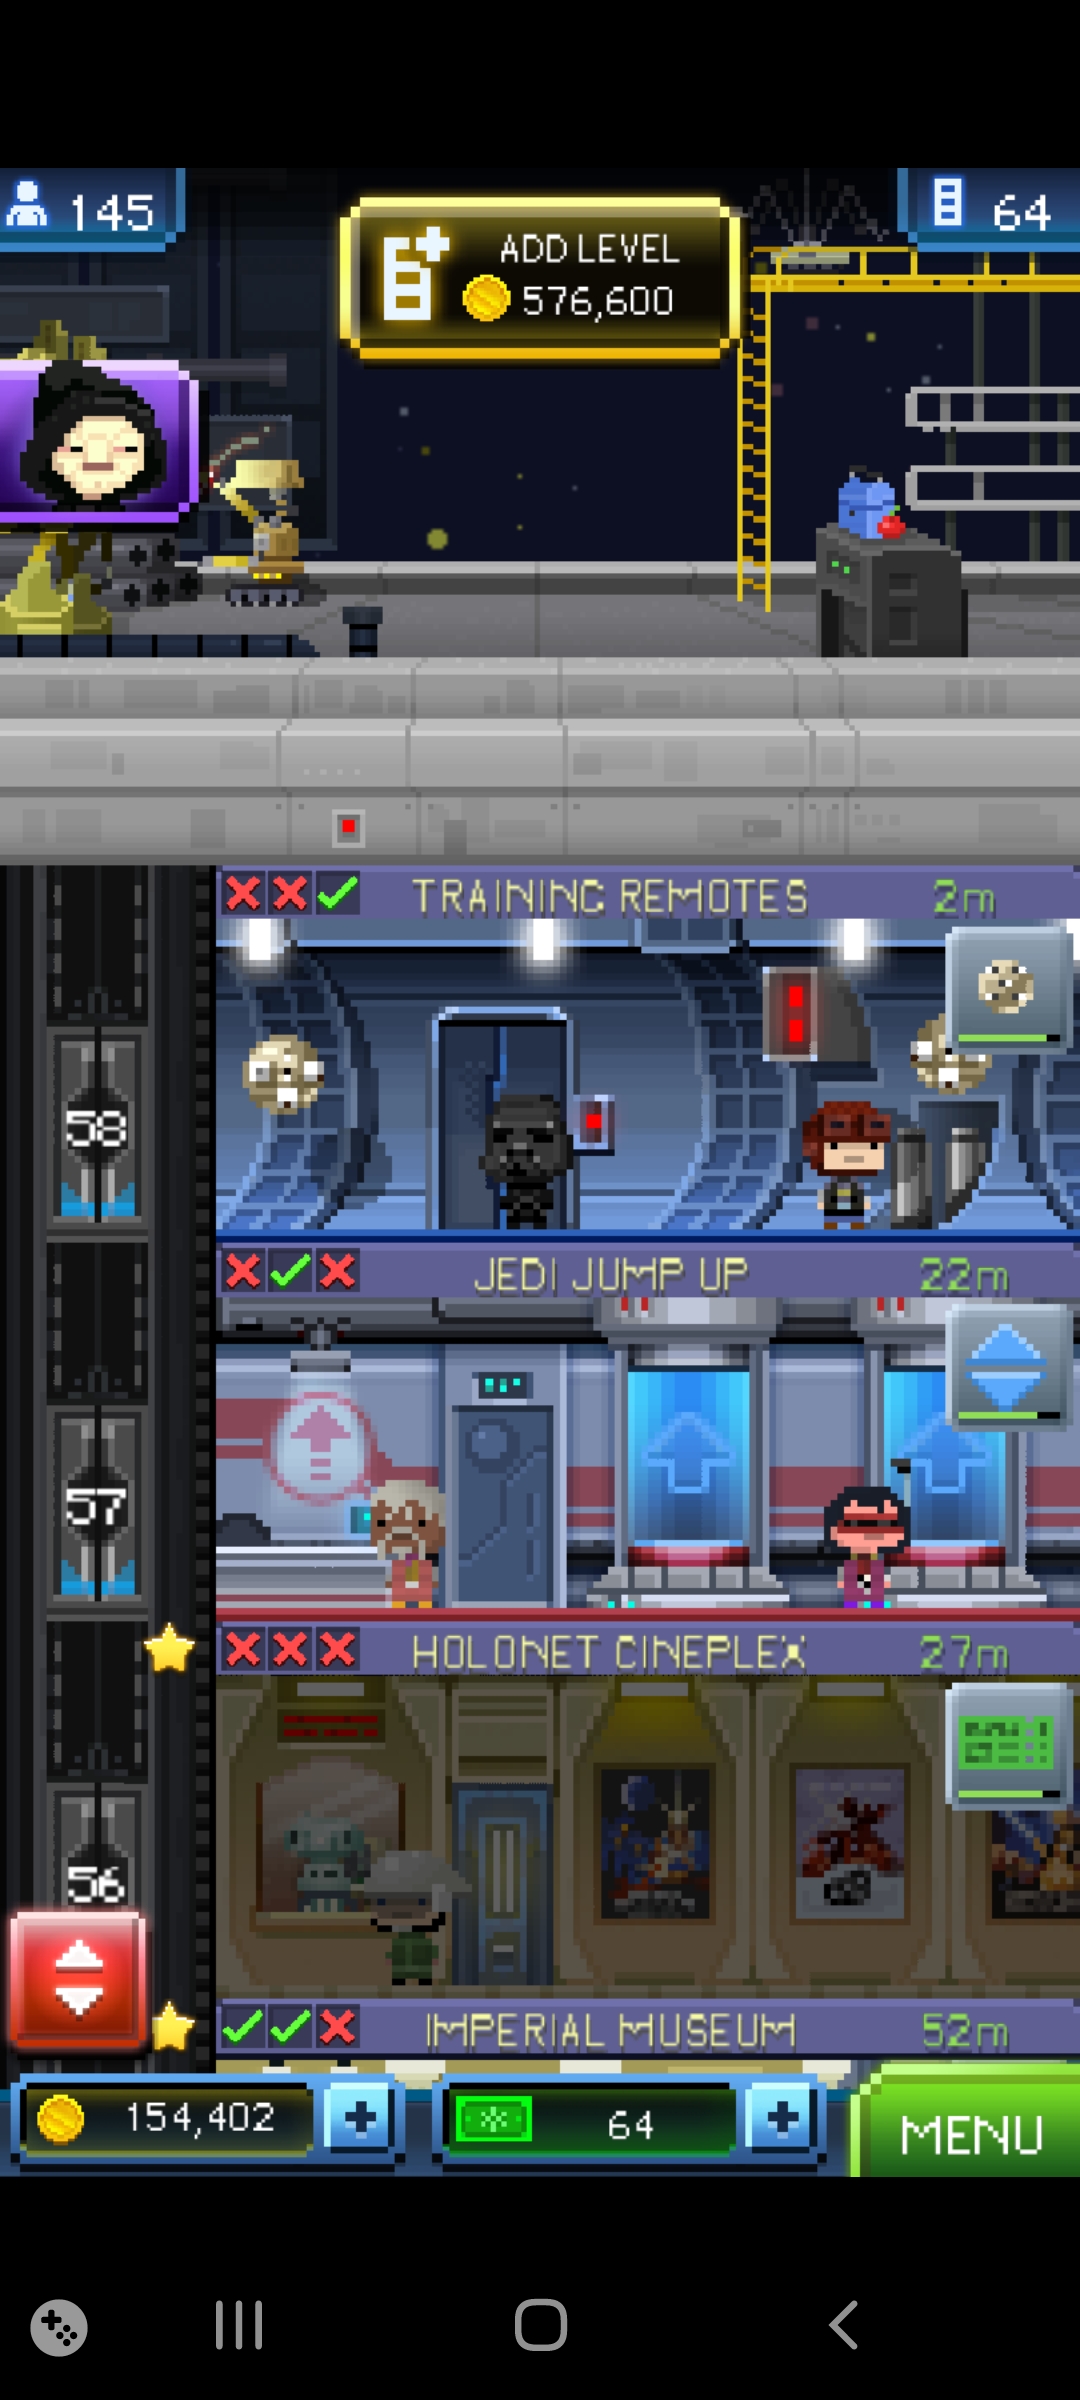 145
ADD LEVEL
576,600
64
TRAINING REMOTES 2m
58
JEDI JUMP UP 22m
57
HOLONET CINEPLEX 27m
56
IMPERIAL MUSEUM 52m
154,402
64
MENU